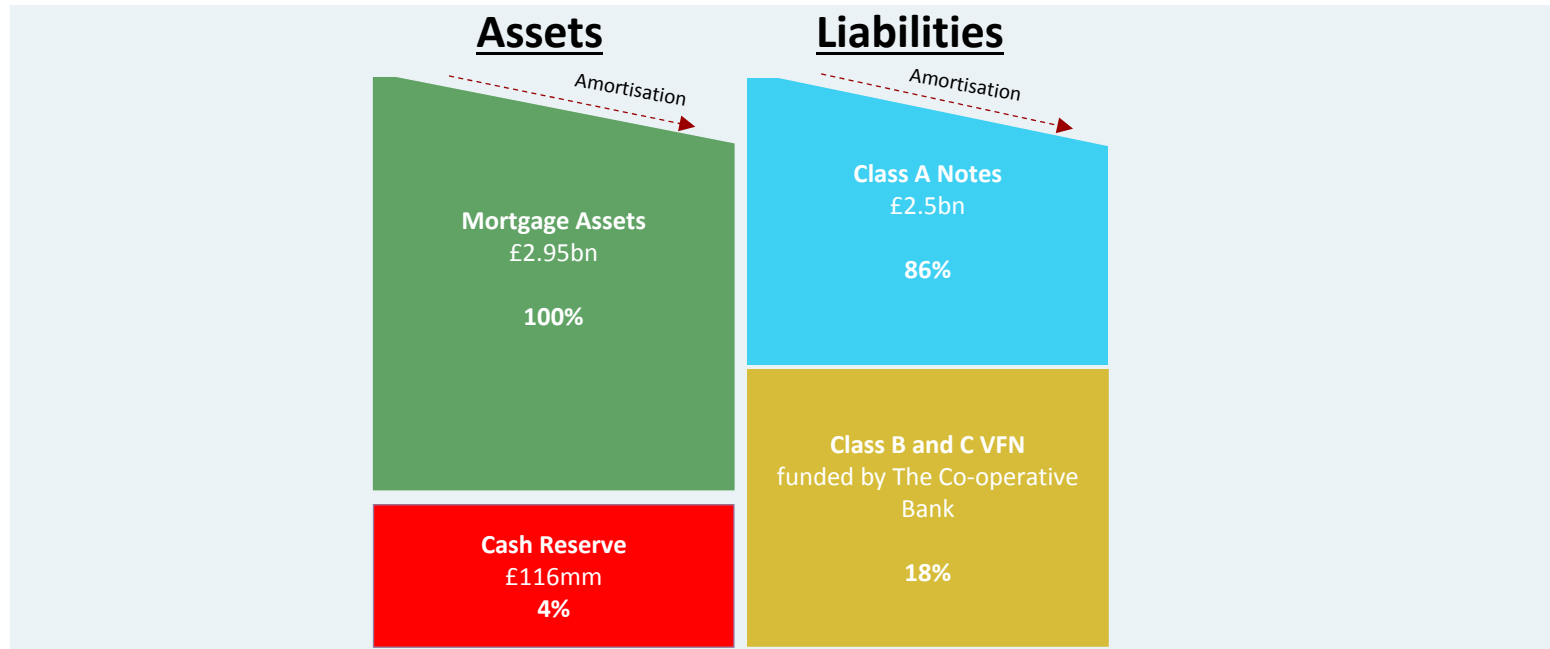 Assets
Amortisation
Mortgage Assets
£2.95bn
100%
Cash Reserve
£116mm
4%
Liabilities
Amortisation
Class A Notes
£2.5bn
86%
Class B and C VFN
funded by The Co-operative
Bank
18%